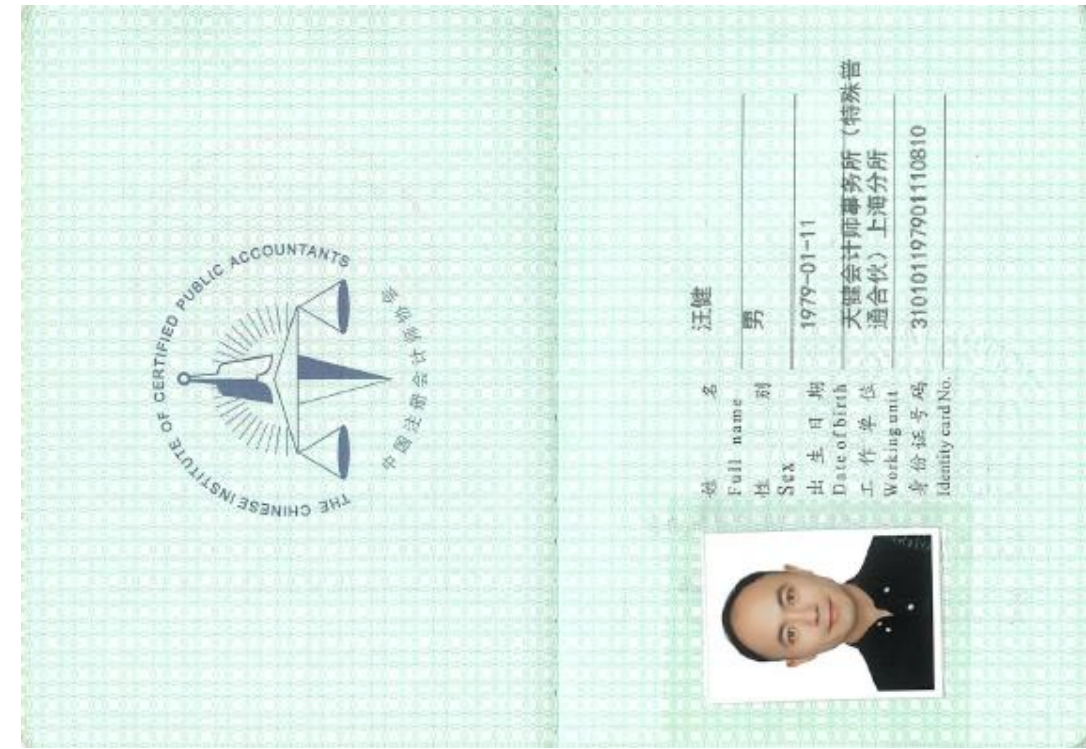 THE CHINESE INSTITUTE OF CERTIFIED PUBLIC ACCOUNTANTS
中国注册会计师协会
姓 名 汪健
Full name
性 别 男
Sex
出 生 日 期 1979-01-11
Date of birth
工 作 单 位 天健会计师事务所（特殊普
Working unit 通合伙）上海分所
身 份 证 号 码 310101197901110810
Identity card No.